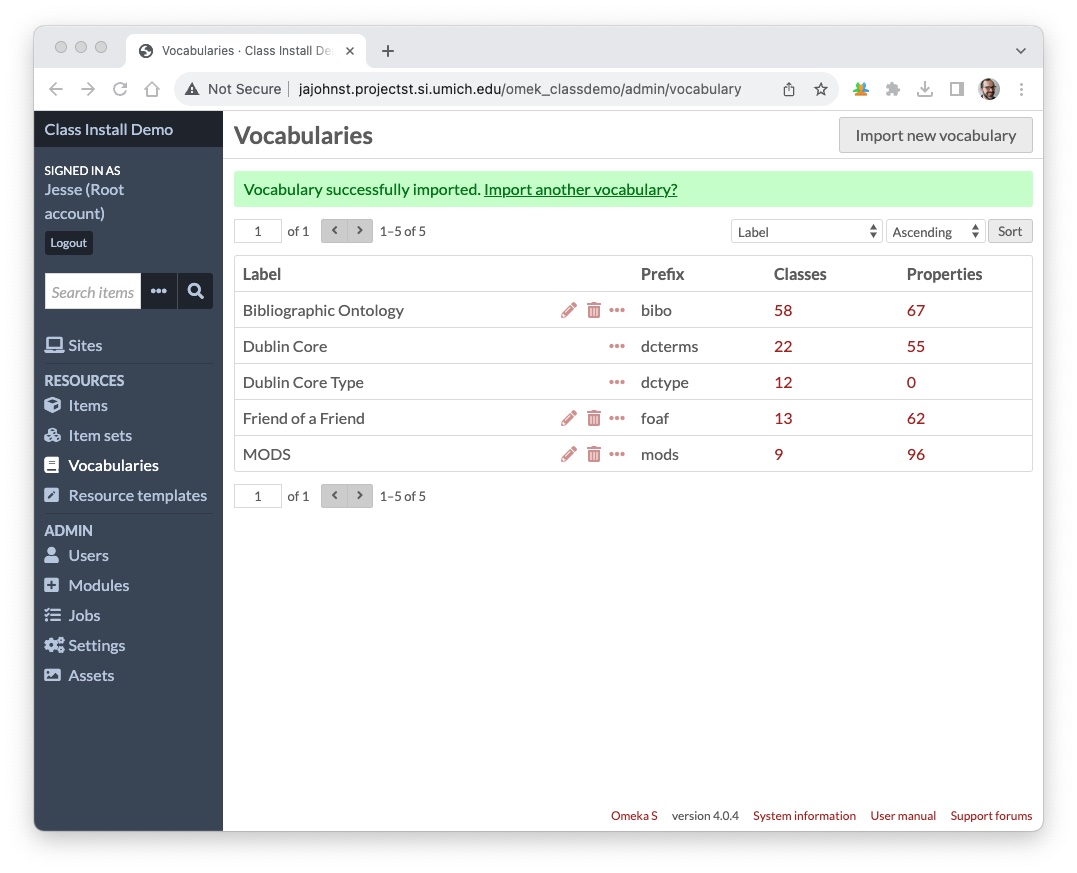 Vocabularies · Class Install De
Not Secure jajohnst.projectst.si.umich.edu/omek_classdemo/admin/vocabulary
Class Install Demo
SIGNED IN AS
Jesse (Root
account)
Logout
Search items
Sites
RESOURCES
Items
Item sets
Vocabularies
Resource templates
ADMIN
Users
Modules
Jobs
Settings
Assets
Vocabularies
Import new vocabulary
Vocabulary successfully imported. Import another vocabulary?
1 of 1 1–5 of 5 Label Ascending Sort
Label Prefix Classes Properties
Bibliographic Ontology bibo 58 67
Dublin Core dcterms 22 55
Dublin Core Type dctype 12 0
Friend of a Friend foaf 13 62
MODS mods 9 96
1 of 1 1–5 of 5
Omeka S version 4.0.4 System information User manual Support forums